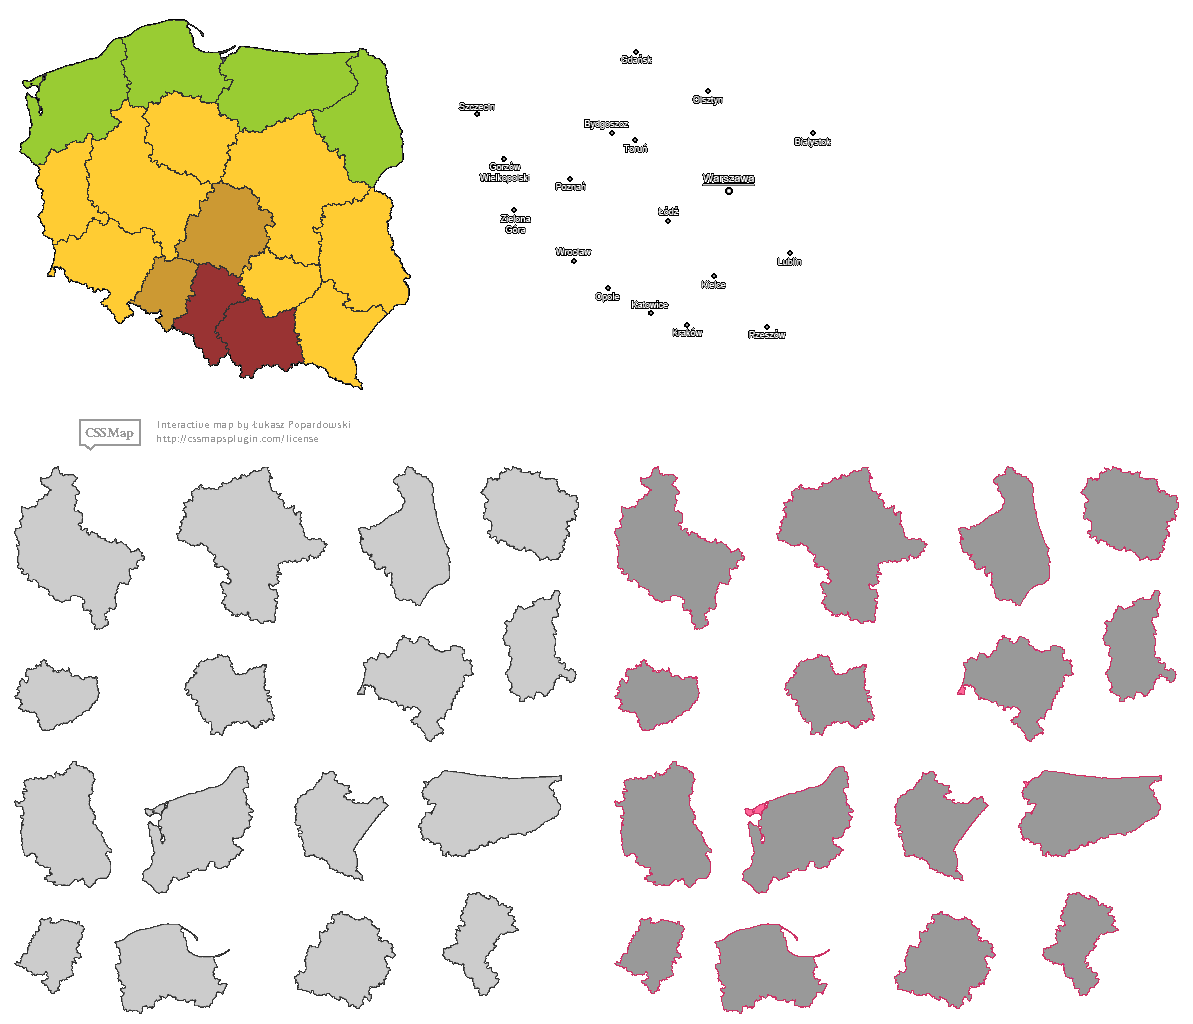 Gdańsk
Olsztyn
Szczecin
Bydgoszcz
Toruń
Białystok
Gorzów
Wielkopolski
Poznań
Warszawa
Zielona
Góra
Łódź
Wrocław
Lublin
Kielce
Opole
Katowice
Kraków
Rzeszów
CSSMap
Interactive map by Łukasz Popardowski
http://cssmapsplugin.com/license